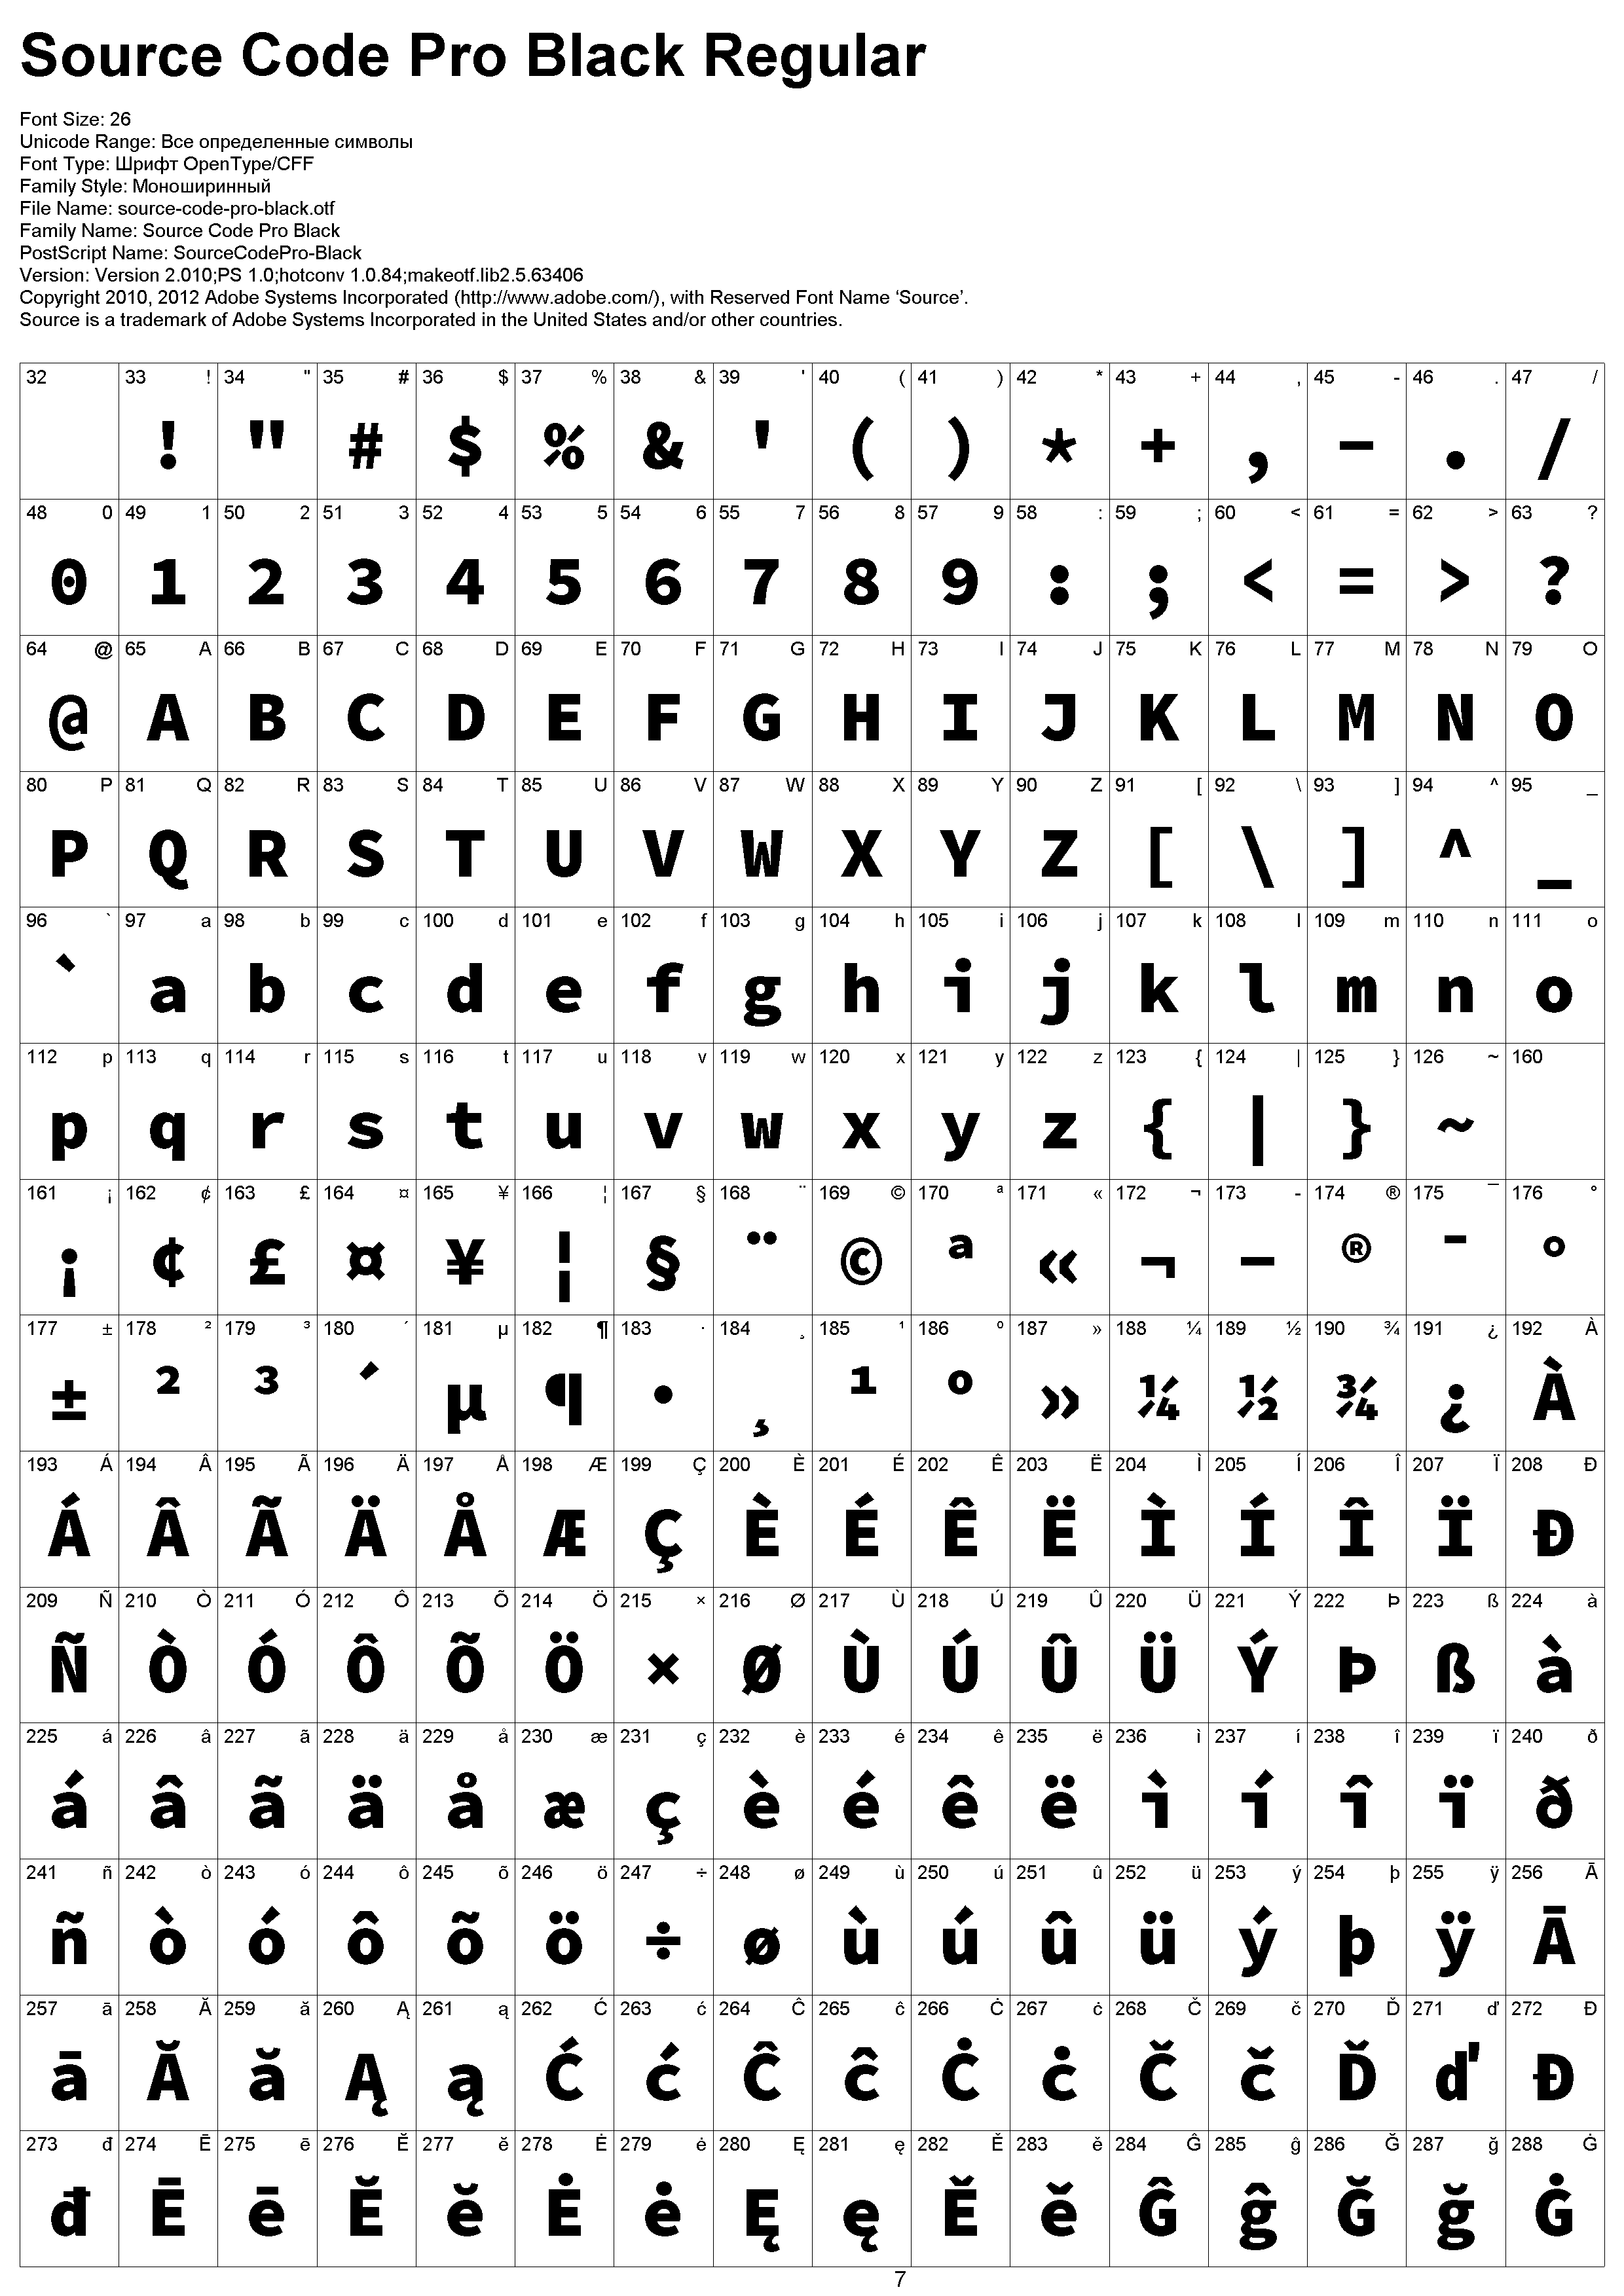 Source Code Pro Black Regular
Font Size: 26
Unicode Range: Все определенные символы
Font Type: Шрифт OpenType/CFF
Family Style: Моноширинный
File Name: source-code-pro-black.otf
Family Name: Source Code Pro Black
PostScript Name: SourceCodePro-Black
Version: Version 2.010;PS 1.0;hotconv 1.0.84;makeotf.lib2.5.63406
Copyright 2010, 2012 Adobe Systems Incorporated (http://www.adobe.com/), with Reserved Font Name ‘Source’.
Source is a trademark of Adobe Systems Incorporated in the United States and/or other countries.
32 33 ! 34 " 35 # 36 $ 37 % 38 & 39 ' 40 ( 41 ) 42 * 43 + 44 , 45 - 46 . 47 /
! " # $ % & ' ( ) * + , - . /
48 0 49 1 50 2 51 3 52 4 53 5 54 6 55 7 56 8 57 9 58 : 59 ; 60 < 61 = 62 > 63 ?
0 1 2 3 4 5 6 7 8 9 : ; < = > ?
64 @ 65 A 66 B 67 C 68 D 69 E 70 F 71 G 72 H 73 I 74 J 75 K 76 L 77 M 78 N 79 O
@ A B C D E F G H I J K L M N O
80 P 81 Q 82 R 83 S 84 T 85 U 86 V 87 W 88 X 89 Y 90 Z 91 [ 92 \ 93 ] 94 ^ 95 _
P Q R S T U V W X Y Z [ \ ] ^ _
96 ` 97 a 98 b 99 c 100 d 101 e 102 f 103 g 104 h 105 i 106 j 107 k 108 l 109 m 110 n 111 o
` a b c d e f g h i j k l m n o
112 p 113 q 114 r 115 s 116 t 117 u 118 v 119 w 120 x 121 y 122 z 123 { 124 | 125 } 126 ~ 160
p q r s t u v w x y z { | } ~
161 ¡ 162 ¢ 163 £ 164 ¤ 165 ¥ 166 ¦ 167 § 168 ¨ 169 © 170 ª 171 « 172 ¬ 173 - 174 ® 175 ¯ 176 °
¡ ¢ £ ¤ ¥ ¦ § ¨ © ª « ¬ - ® ¯ °
177 ± 178 ² 179 ³ 180 ´ 181 µ 182 ¶ 183 · 184 ¸ 185 ¹ 186 º 187 » 188 ¼ 189 ½ 190 ¾ 191 ¿ 192 À
± ² ³ ´ µ ¶ · ¸ ¹ º » ¼ ½ ¾ ¿ À
193 Á 194 Â 195 Ã 196 Ä 197 Å 198 Æ 199 Ç 200 È 201 É 202 Ê 203 Ë 204 Ì 205 Í 206 Î 207 Ï 208 Ð
Á Â Ã Ä Å Æ Ç È É Ê Ë Ì Í Î Ï Ð
209 Ñ 210 Ò 211 Ó 212 Ô 213 Õ 214 Ö 215 × 216 Ø 217 Ù 218 Ú 219 Û 220 Ü 221 Ý 222 Þ 223 ß 224 à
Ñ Ò Ó Ô Õ Ö × Ø Ù Ú Û Ü Ý Þ ß à
225 á 226 â 227 ã 228 ä 229 å 230 æ 231 ç 232 è 233 é 234 ê 235 ë 236 ì 237 í 238 î 239 ï 240 ð
á â ã ä å æ ç è é ê ë ì í î ï ð
241 ñ 242 ò 243 ó 244 ô 245 õ 246 ö 247 ÷ 248 ø 249 ù 250 ú 251 û 252 ü 253 ý 254 þ 255 ÿ 256 Ā
ñ ò ó ô õ ö ÷ ø ù ú û ü ý þ ÿ Ā
257 ā 258 Ă 259 ă 260 Ą 261 ą 262 Ć 263 ć 264 Ĉ 265 ĉ 266 Ċ 267 ċ 268 Č 269 č 270 Ď 271 ď 272 Đ
ā Ă ă Ą ą Ć ć Ĉ ĉ Ċ ċ Č č Ď ď Đ
273 đ 274 Ē 275 ē 276 Ĕ 277 ĕ 278 Ė 279 ė 280 Ę 281 ę 282 Ě 283 ě 284 Ĝ 285 ĝ 286 Ğ 287 ğ 288 Ġ
đ Ē ē Ĕ ĕ Ė ė Ę ę Ě ě Ĝ ĝ Ğ ğ Ġ
7